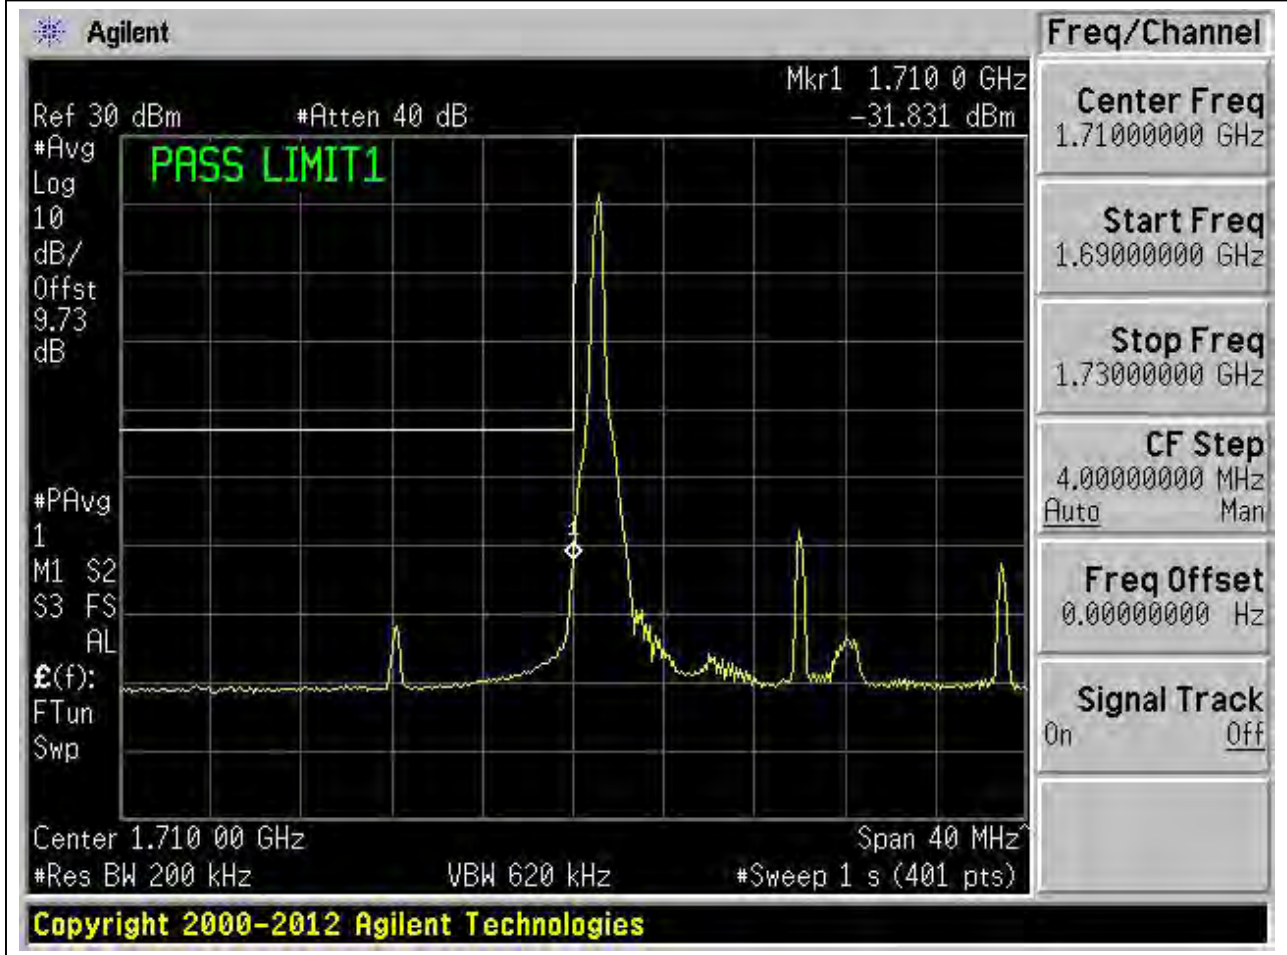 Agilent
Freq/Channel
Mkr1 1.710 0 GHz
Ref 30 dBm #Atten 40 dB -31.831 dBm
#Avg
Log
10
dB/
Offst
9.73
dB
PASS LIMIT1
#PAvg
1
M1 S2
S3 FS
AL
£(f):
FTun
Swp
1
Center 1.710 00 GHz Span 40 MHz^
#Res BW 200 kHz VBW 620 kHz #Sweep 1 s (401 pts)
Copyright 2000-2012 Agilent Technologies
Center Freq
1.71000000 GHz
Start Freq
1.69000000 GHz
Stop Freq
1.73000000 GHz
CF Step
4.00000000 MHz
Auto Man
Freq Offset
0.00000000 Hz
Signal Track
On Off